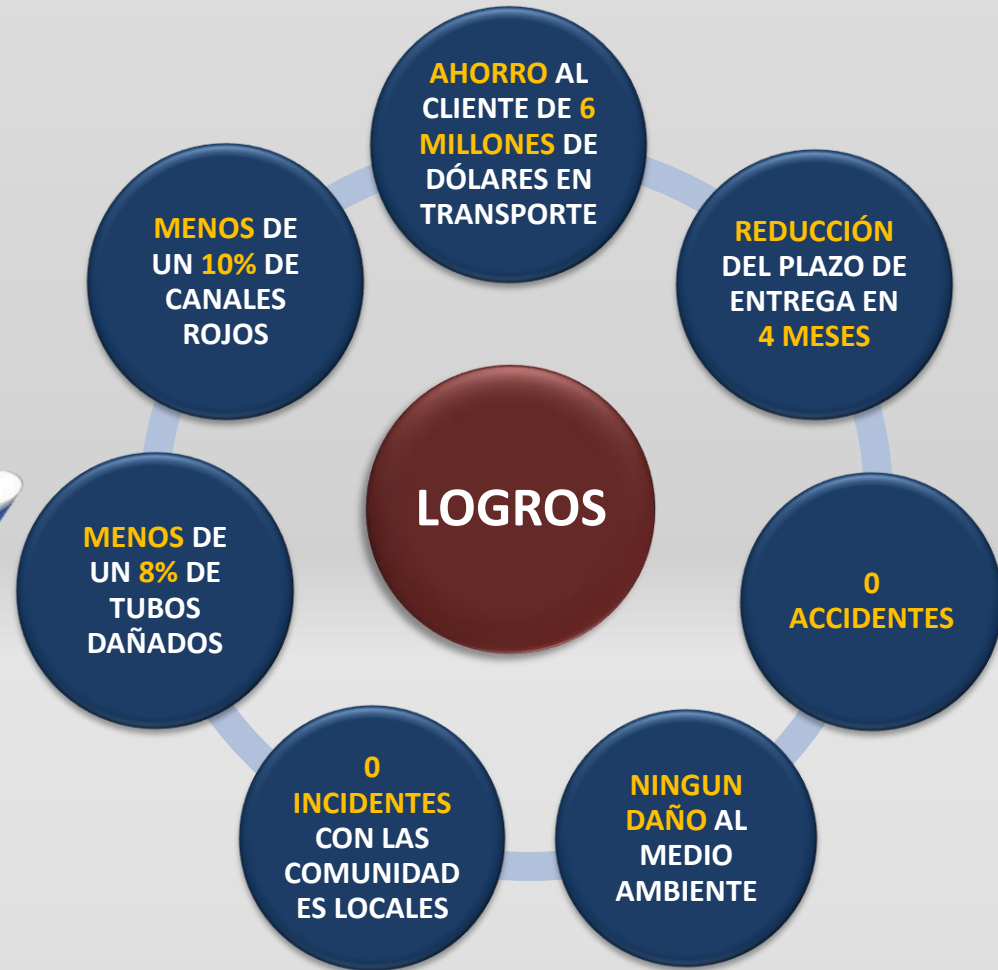 AHORRO AL
CLIENTE DE 6
MILLONES DE
DÓLARES EN
TRANSPORTE
REDUCCIÓN
DEL PLAZO DE
ENTREGA EN
4 MESES
0
ACCIDENTES
NINGUN
DAÑO AL
MEDIO
AMBIENTE
0
INCIDENTES
CON LAS
COMUNIDAD
ES LOCALES
MENOS DE
UN 8% DE
TUBOS
DAÑADOS
MENOS DE
UN 10% DE
CANALES
ROJOS
LOGROS